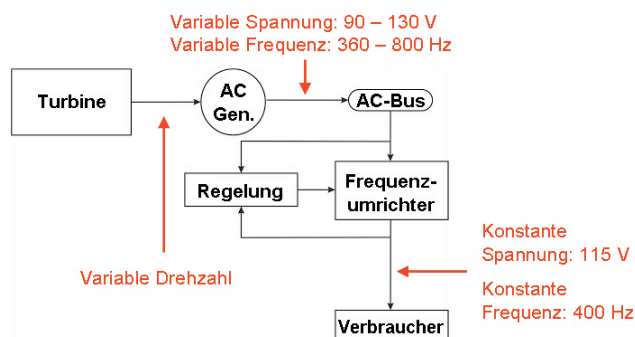 Variable Spannung: 90 – 130 V
Variable Frequenz: 360 – 800 Hz
Turbine
AC
Gen.
AC-Bus
Regelung
Frequenz-
umrichter
Variable Drehzahl
Konstante
Spannung: 115 V
Konstante
Frequenz: 400 Hz
Verbraucher